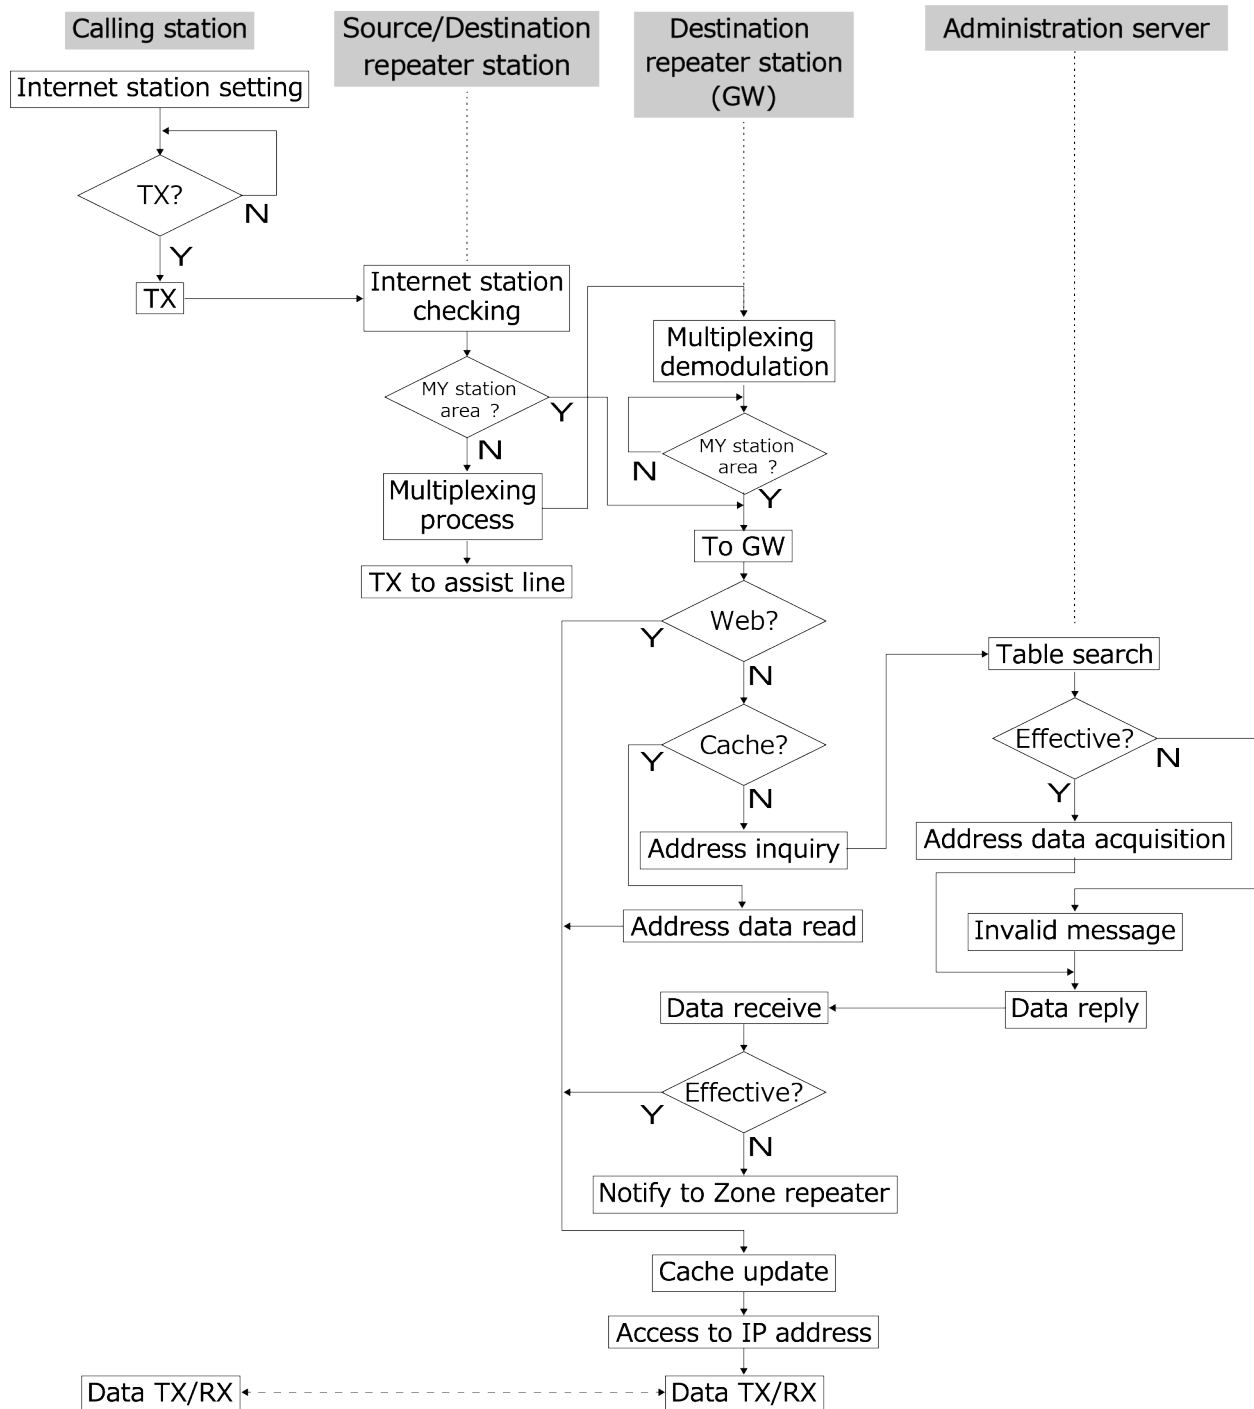 Calling station
Source/Destination
repeater station
Destination
repeater station
(GW)
Administration server
Internet station setting
TX?
N
Y
TX
Internet station
checking
MY station
area ?
Y
N
Multiplexing
process
TX to assist line
Multiplexing
demodulation
MY station
area ?
N
Y
To GW
Web?
Y
N
Cache?
Y
N
Address inquiry
Address data read
Table search
Effective?
N
Y
Address data acquisition
Invalid message
Data reply
Data receive
Effective?
Y
N
Notify to Zone repeater
Cache update
Access to IP address
Data TX/RX
Data TX/RX